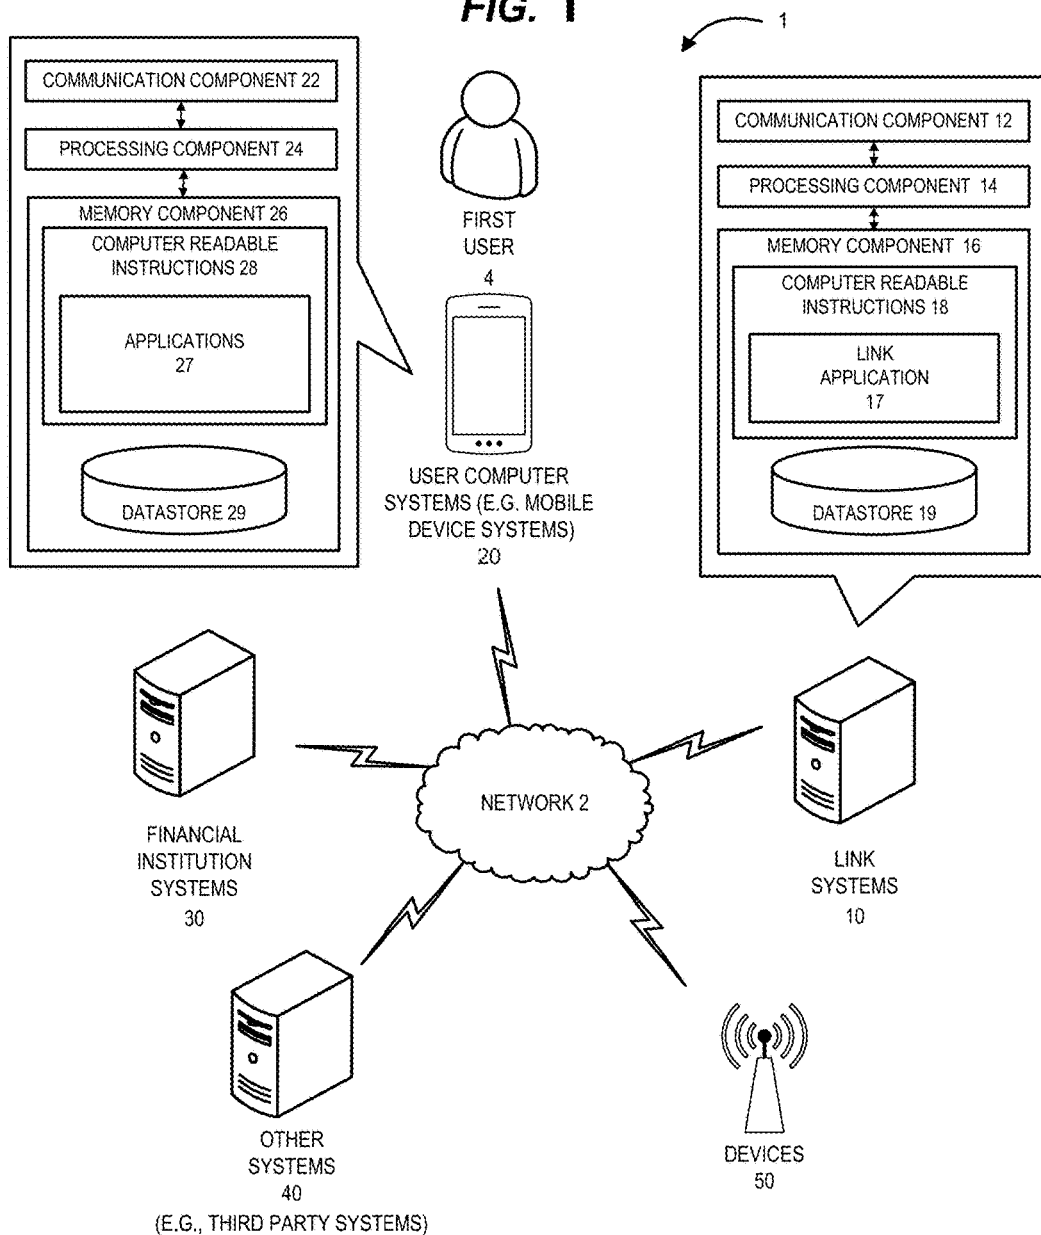 FIG. 1
1
COMMUNICATION COMPONENT 22
PROCESSING COMPONENT 24
MEMORY COMPONENT 26
COMPUTER READABLE
INSTRUCTIONS 28
APPLICATIONS
27
DATASTORE 29
FIRST
USER
4
USER COMPUTER
SYSTEMS (E.G. MOBILE
DEVICE SYSTEMS)
20
COMMUNICATION COMPONENT 12
PROCESSING COMPONENT 14
MEMORY COMPONENT 16
COMPUTER READABLE
INSTRUCTIONS 18
LINK
APPLICATION
17
DATASTORE 19
NETWORK 2
FINANCIAL
INSTITUTION
SYSTEMS
30
LINK
SYSTEMS
10
OTHER
SYSTEMS
40
(E.G., THIRD PARTY SYSTEMS)
DEVICES
50